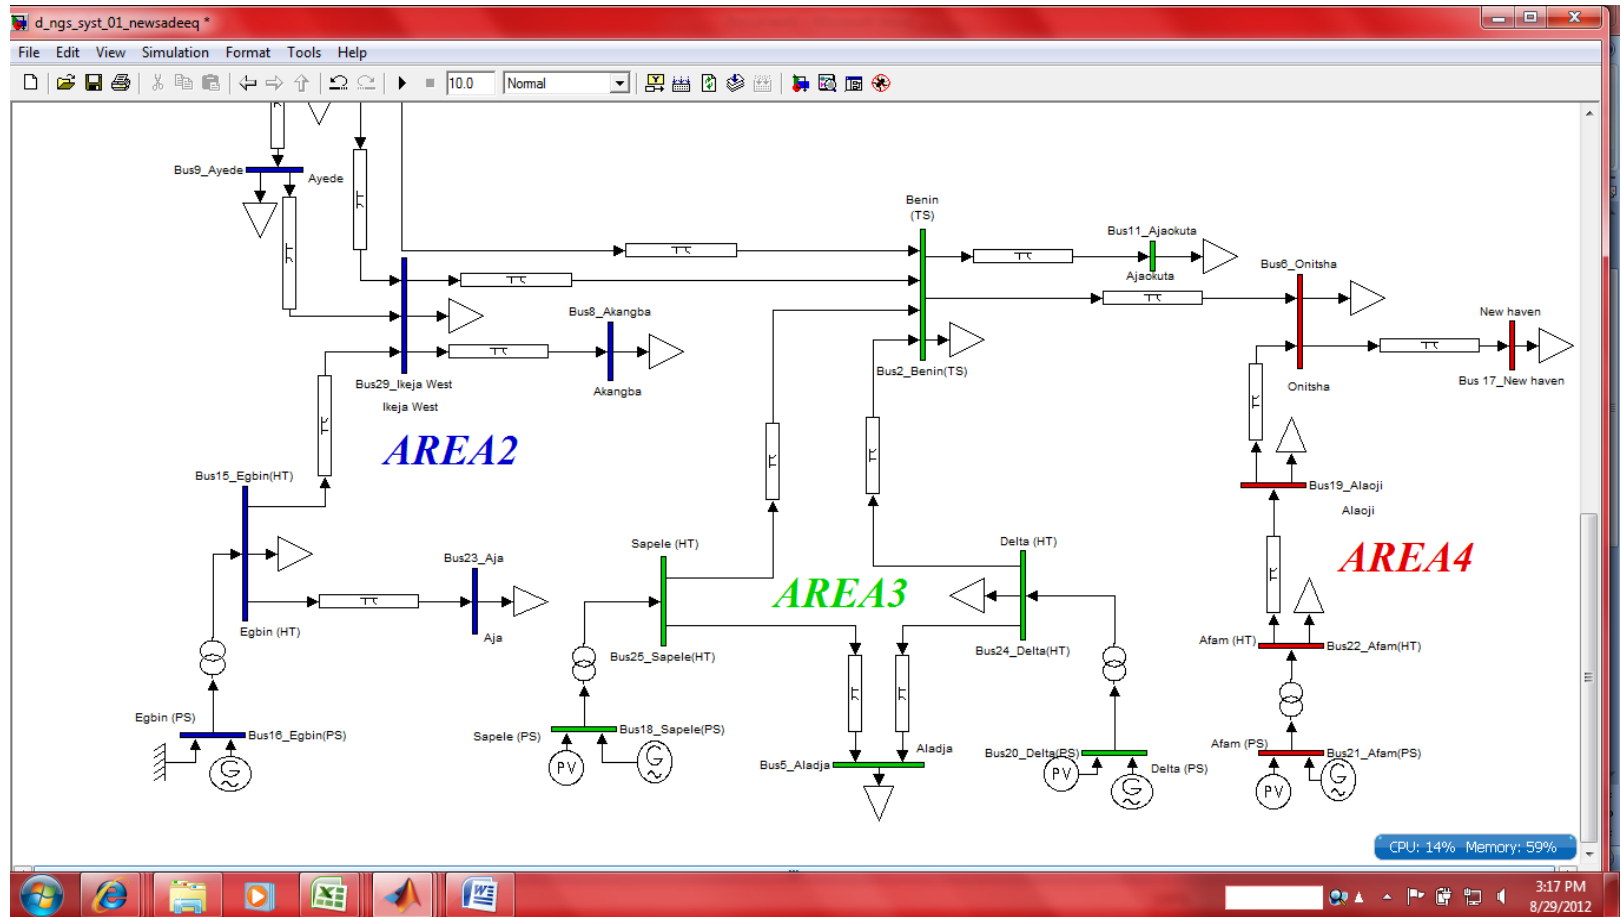 d_ngs_syst_01_newsadeeq *
File Edit View Simulation Format Tools Help
10.0 Normal
Bus9_Ayede
Ayede
Benin
(TS)
Bus11_Ajaokuta
Ajaokuta
Bus6_Onitsha
Bus8_Akangba
New haven
Bus29_Ikeja West
Ikeja West
Akangba
Bus2_Benin(TS)
Onitsha
Bus 17_New haven
AREA2
Bus15_Egbin(HT)
Bus19_Alaoji
Alaoji
Sapele (HT)
Delta (HT)
Bus23_Aja
AREA3
AREA4
Egbin (HT)
Aja
Bus25_Sapele(HT)
Bus24_Delta(HT)
Afam (HT)
Bus22_Afam(HT)
Egbin (PS)
Bus16_Egbin(PS)
Sapele (PS)
Bus18_Sapele(PS)
Aladja
Bus5_Aladja
Bus20_Delta(PS)
Delta (PS)
Afam (PS)
Bus21_Afam(PS)
G
PV
G
PV
G
PV
G
CPU: 14% Memory: 59%
3:17 PM
8/29/2012